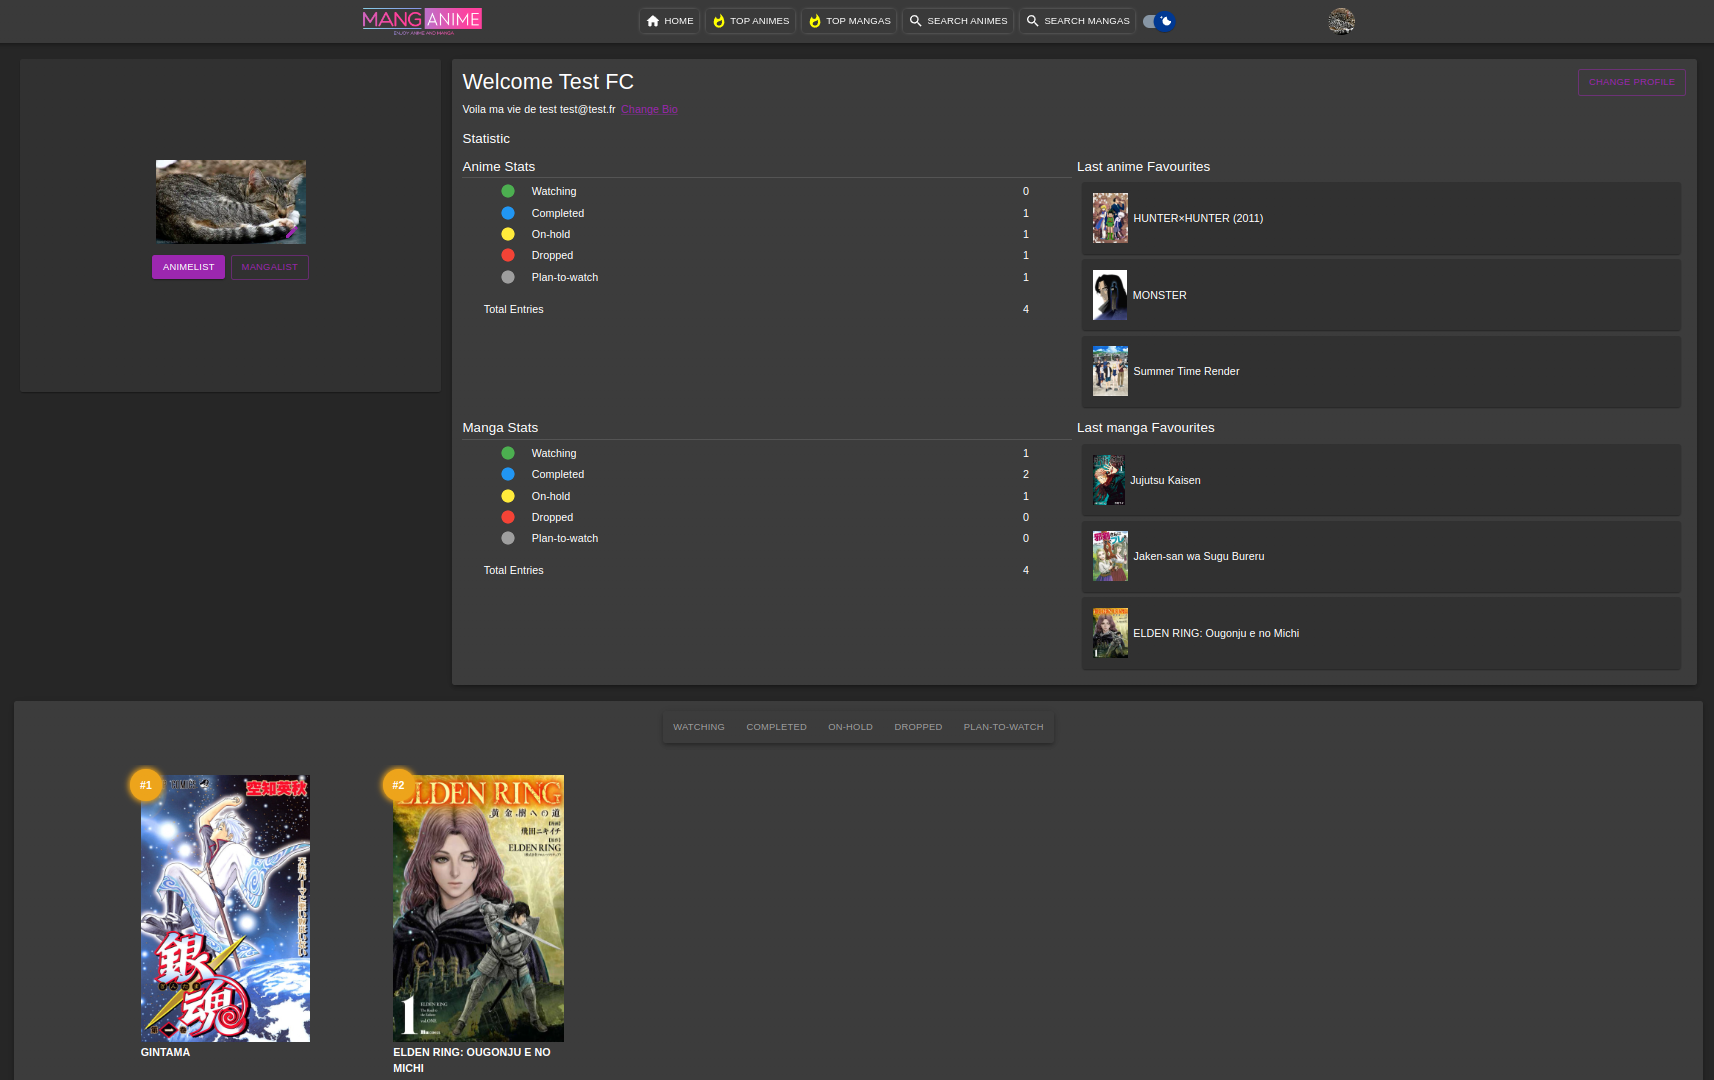 MANGANIME
ENJOY ANIME AND MANGA
HOME
TOP ANIMES
TOP MANGAS
SEARCH ANIMES
SEARCH MANGAS
Welcome Test FC
CHANGE PROFILE
Voila ma vie de test test@test.fr Change Bio
Statistic
ANIMELIST
MANGALIST
Anime Stats
Watching 0
Completed 1
On-hold 1
Dropped 1
Plan-to-watch 1
Total Entries 4
Last anime Favourites
HUNTER×HUNTER (2011)
MONSTER
Summer Time Render
Manga Stats
Watching 1
Completed 2
On-hold 1
Dropped 0
Plan-to-watch 0
Total Entries 4
Last manga Favourites
Jujutsu Kaisen
Jaken-san wa Sugu Bureru
ELDEN RING: Ougonju e no Michi
WATCHING
COMPLETED
ON-HOLD
DROPPED
PLAN-TO-WATCH
#1
空知英秋
銀魂
GINTAMA
#2
ELDEN RING
黄金樹への道
飛田ニキイチ
ELDEN RING
1
ELDEN RING
ELDEN RING: OUGONJU E NO
MICHI